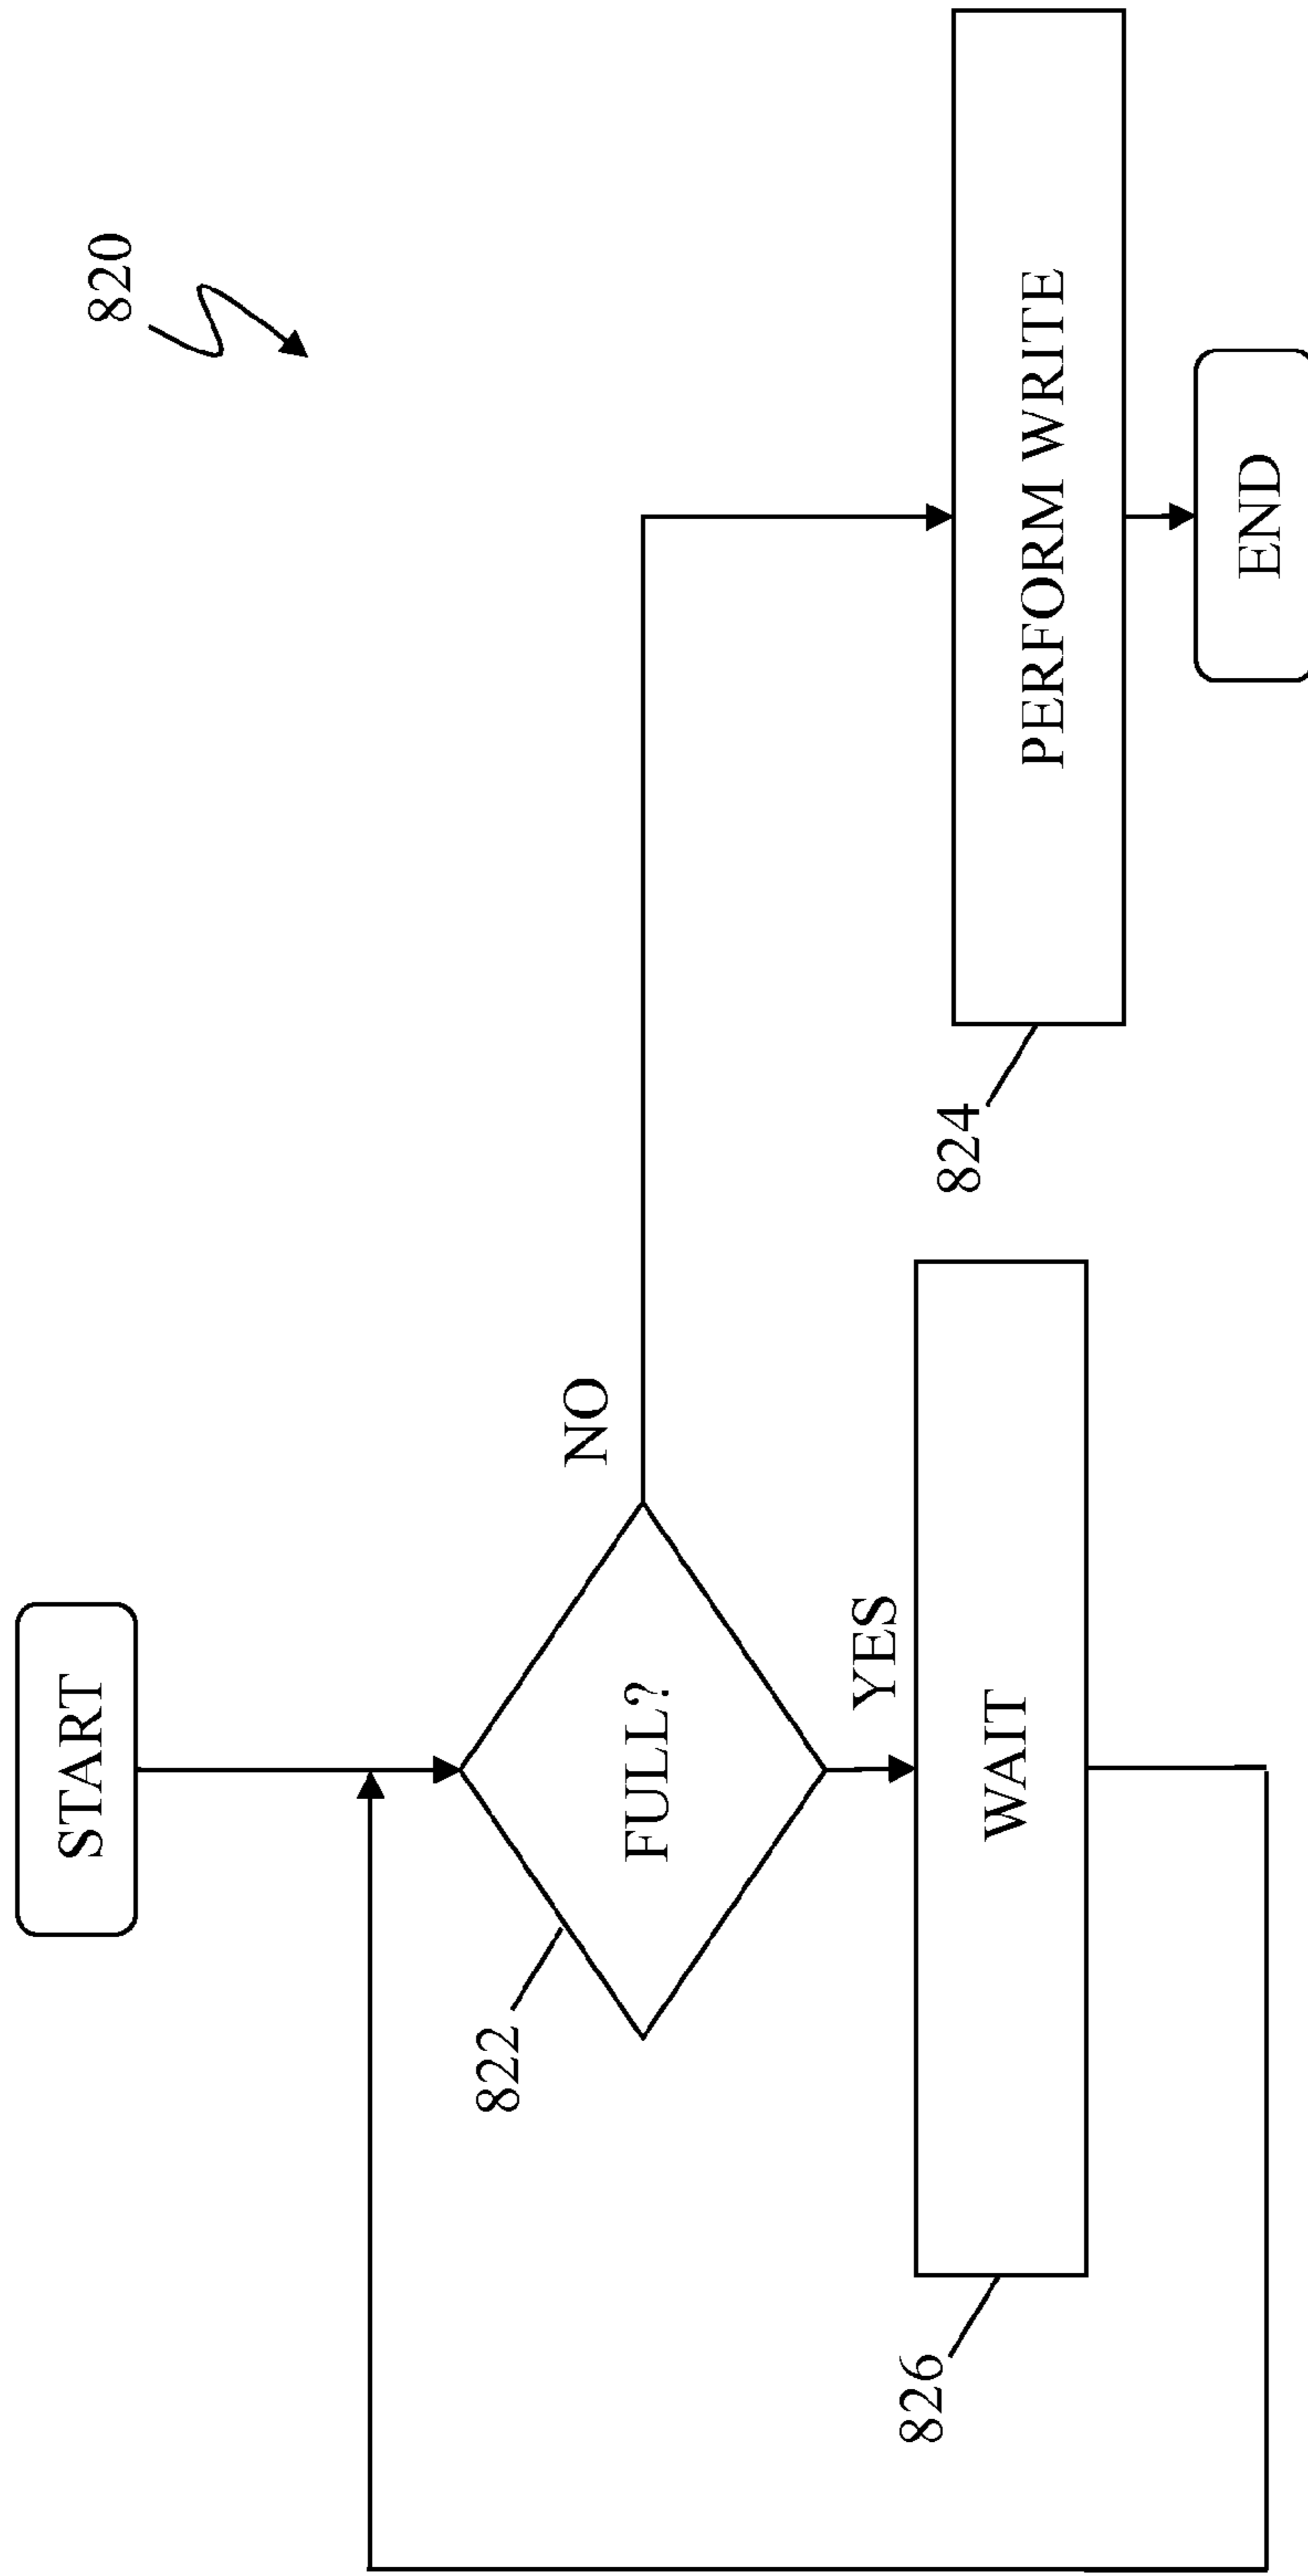 820
START
822
FULL?
NO
YES
826
WAIT
824
PERFORM WRITE
END